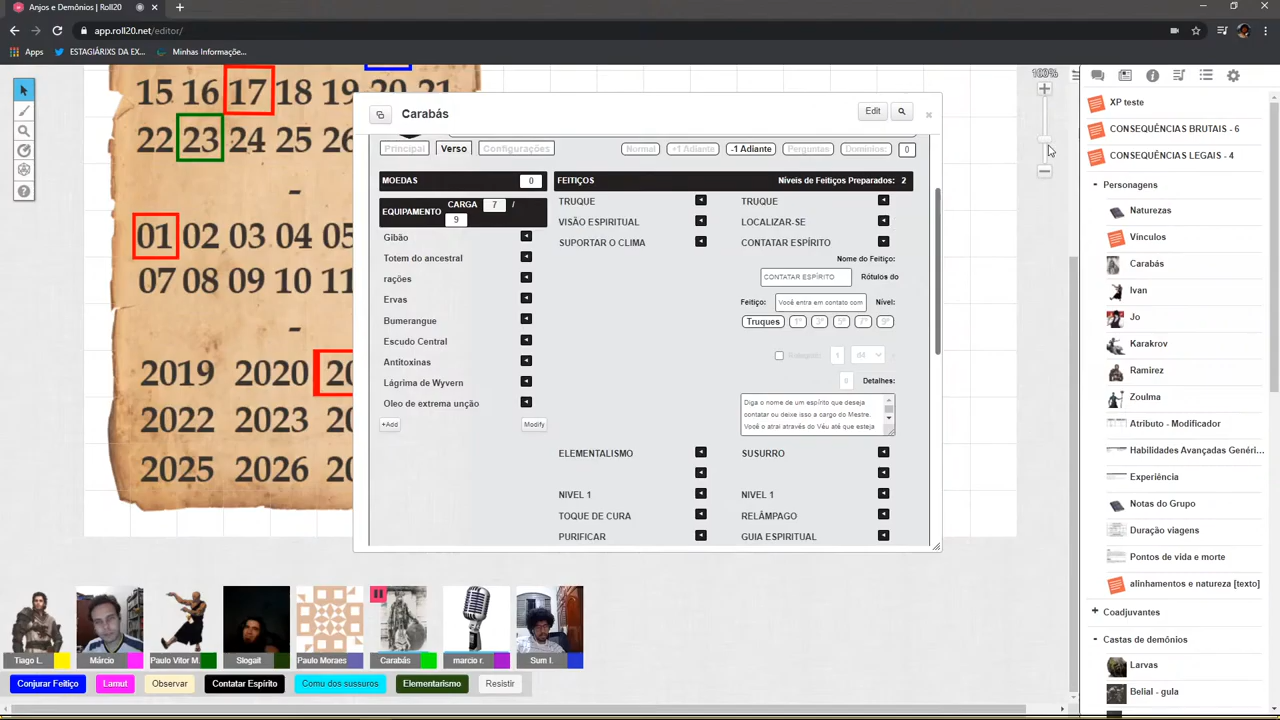 Anjos e Demônios | Roll20
app.roll20.net/editor/
Apps
ESTAGIÁRIXS DA EX...
Minhas Informaçõe...
15 16 17 18 19 20 21
22 23 24 25 26
-
01 02 03 04 05
07 08 09 10 11
-
2019 2020 20
2022 2023 20
2025 2026 20
Carabás
Edit
Principal
Verso
Configurações
Normal
+1 Adiante
-1 Adiante
Perguntas
Domínios:
0
MOEDAS
0
EQUIPAMENTO
CARGA
7
/
9
Gibão
Totem do ancestral
rações
Ervas
Bumerangue
Escudo Central
Antitoxinas
Lágrima de Wyvern
Oleo de extrema unção
+Add
Modify
FEITIÇOS
Níveis de Feitiços Preparados: 2
TRUQUE
VISÃO ESPIRITUAL
SUPORTAR O CLIMA
ELEMENTALISMO
NIVEL 1
TOQUE DE CURA
PURIFICAR
TRUQUE
LOCALIZAR-SE
CONTATAR ESPÍRITO
Nome do Feitiço:
CONTATAR ESPÍRITO
Rótulos do
Feitiço:
Você entra em contato com
Nível:
Truques
1º
3º
5º
7º
9º
1
d4
0
Detalhes:
Diga o nome de um espírito que deseja
contatar ou deixe isso a cargo do Mestre.
Você o atrai através do Véu até que esteja
SUSURRO
NIVEL 1
RELÂMPAGO
GUIA ESPIRITUAL
100%
XP teste
CONSEQUÊNCIAS BRUTAIS - 6
CONSEQUÊNCIAS LEGAIS - 4
Personagens
Naturezas
Vínculos
Carabás
Ivan
Jo
Karakrov
Ramirez
Zoulma
Atributo - Modificador
Habilidades Avançadas Genéri...
Experiência
Notas do Grupo
Duração viagens
Pontos de vida e morte
alinhamentos e natureza [texto]
Coadjuvantes
Castas de demônios
Larvas
Belial - gula
Tiago L.
Márcio
Paulo Vitor M.
Slogait
Paulo Moraes
Carabás
marcio r.
Sum I.
Conjurar Feitiço
Lamut
Observar
Contatar Espírito
Comu dos sussuros
Elementarismo
Resistir